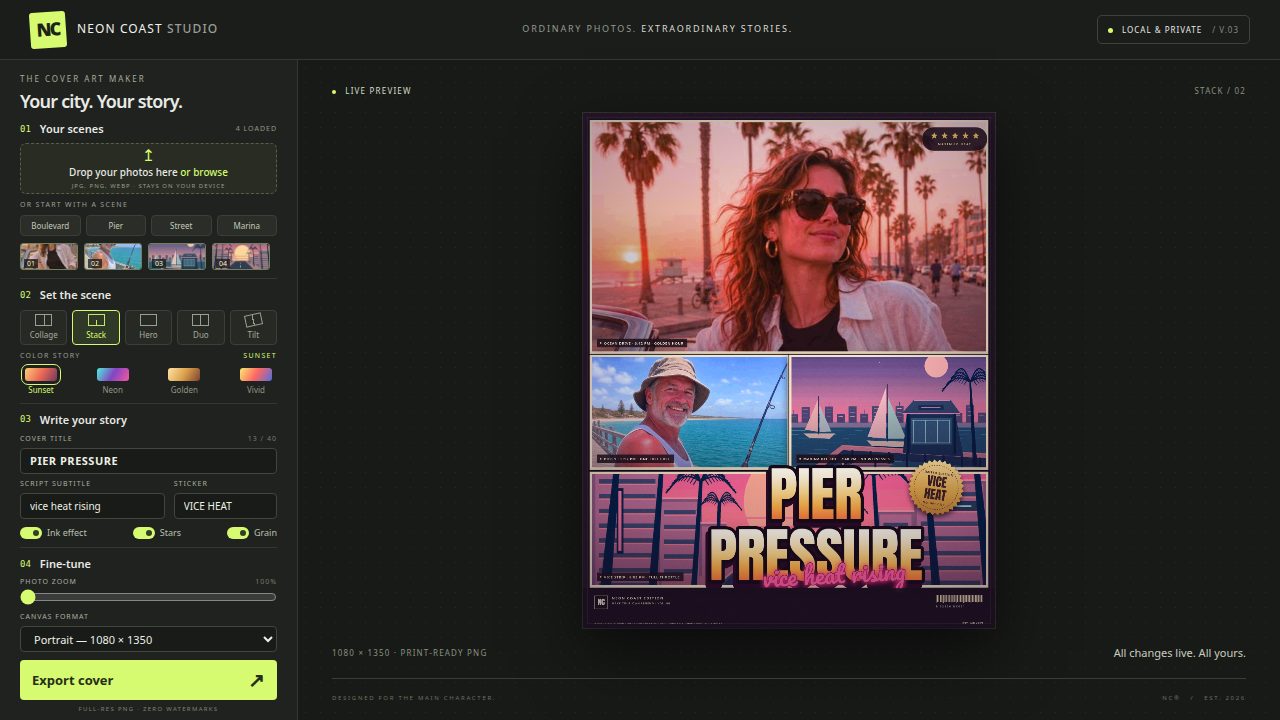 NC NEON COAST STUDIO
ORDINARY PHOTOS. EXTRAORDINARY STORIES.
LOCAL & PRIVATE / V.03
THE COVER ART MAKER
Your city. Your story.
01 Your scenes 4 LOADED
↥
Drop your photos here or browse
JPG, PNG, WEBP · STAYS ON YOUR DEVICE
OR START WITH A SCENE
Boulevard Pier Street Marina
01 02 03 04
02 Set the scene
Collage Stack Hero Duo Tilt
COLOR STORY SUNSET
Sunset Neon Golden Vivid
03 Write your story
COVER TITLE 13 / 40
PIER PRESSURE
SCRIPT SUBTITLE STICKER
vice heat rising VICE HEAT
Ink effect Stars Grain
04 Fine-tune
PHOTO ZOOM 100%
CANVAS FORMAT
Portrait — 1080 × 1350
Export cover ↗
FULL-RES PNG · ZERO WATERMARKS
LIVE PREVIEW STACK / 02
★★★★★
VICE
HEAT
PIER
PRESSURE
vice heat rising
NC NEON COAST EDITION
1080 × 1350 · PRINT-READY PNG All changes live. All yours.
DESIGNED FOR THE MAIN CHARACTER. NC® / EST. 2026